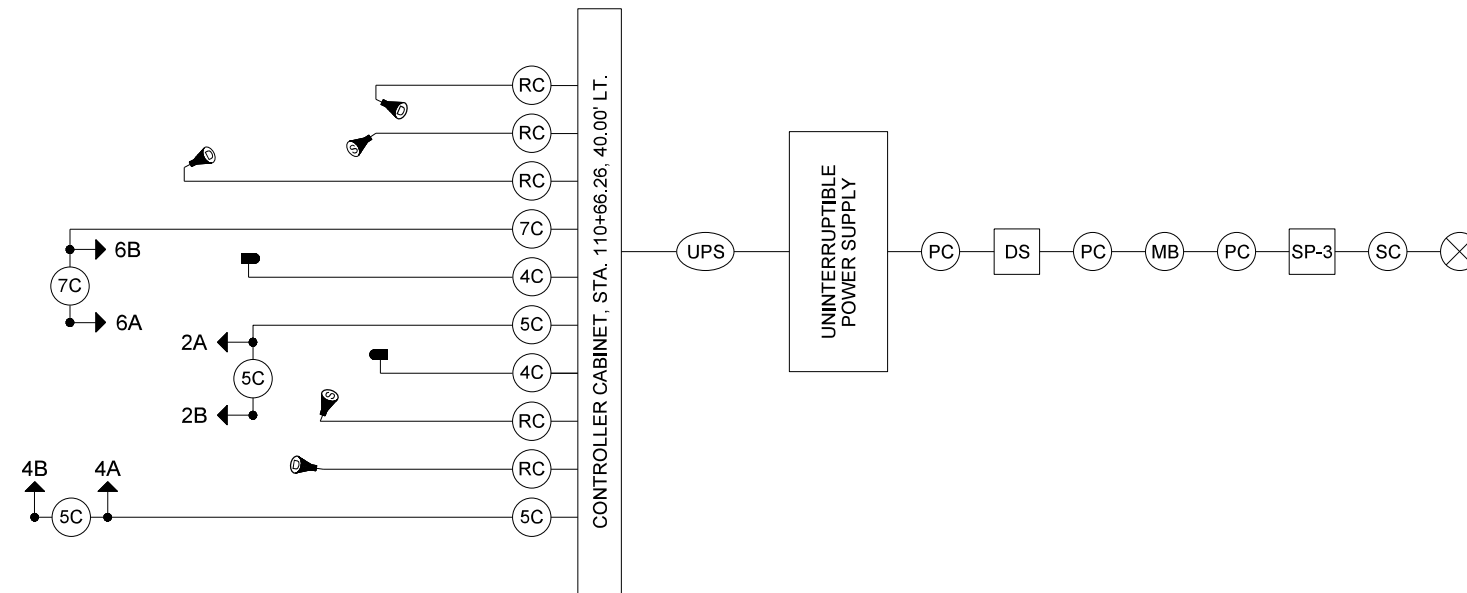 RC
D
RC
S
RC
D
7C
6B
7C
6A
4C
5C
2A
5C
2B
4C
RC
S
RC
D
5C
4B
4A
5C
CONTROLLER CABINET, STA. 110+66.26, 40.00' LT.
UPS
UNINTERRUPTIBLE
POWER SUPPLY
PC
DS
PC
MB
PC
SP-3
SC